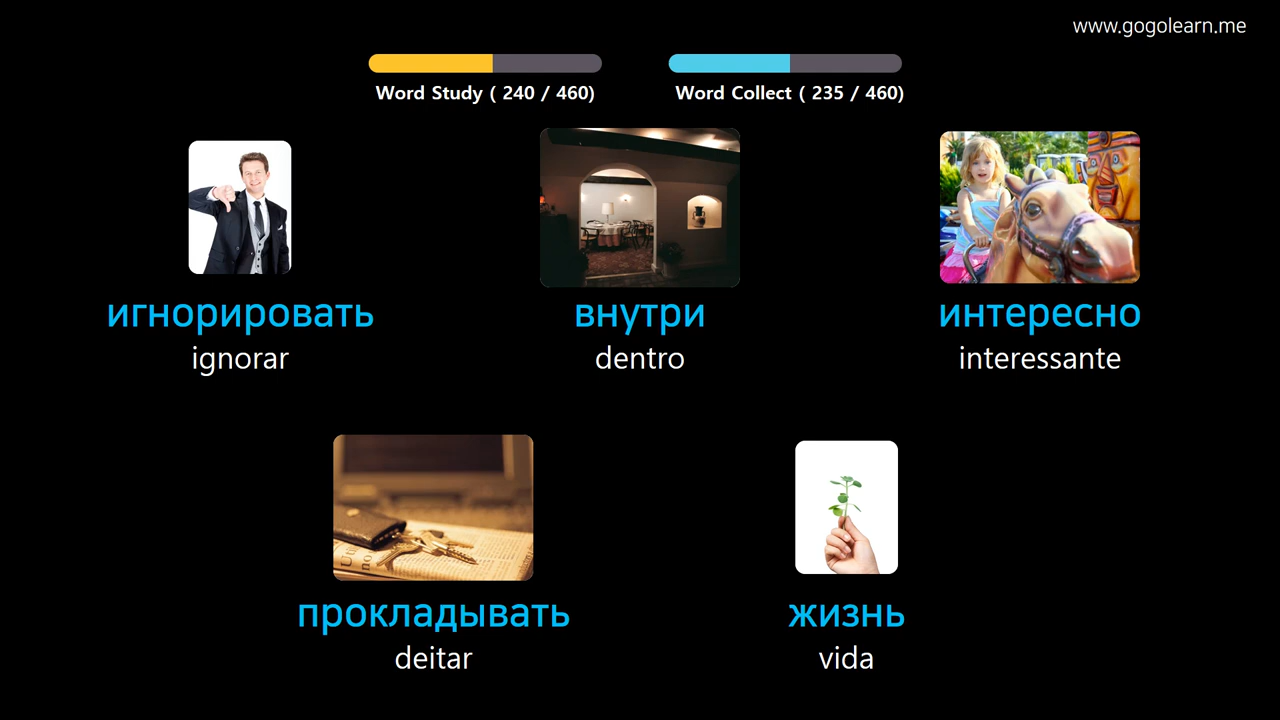 www.gogolearn.me
Word Study ( 240 / 460)
Word Collect ( 235 / 460)
игнорировать
ignorar
внутри
dentro
интересно
interessante
прокладывать
deitar
жизнь
vida